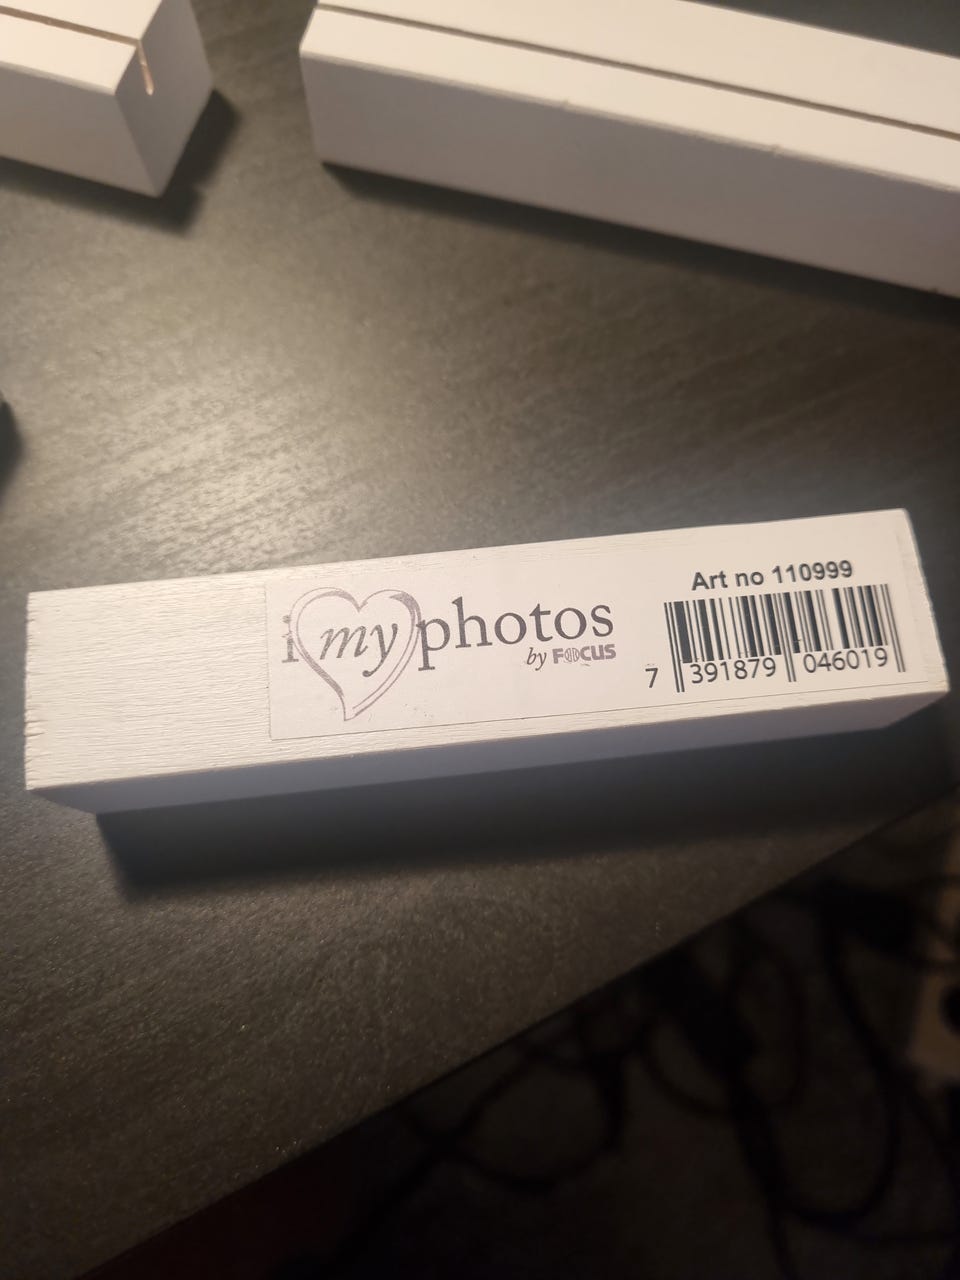 i my photos
by FOCUS
Art no 110999
7 391879 046019